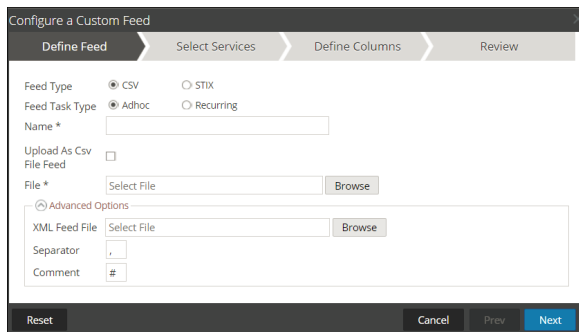 Configure a Custom Feed
Define Feed Select Services Define Columns Review
Feed Type CSV STIX
Feed Task Type Adhoc Recurring
Name *
Upload As Csv
File Feed
File * Select File Browse
Advanced Options
XML Feed File Select File Browse
Separator ,
Comment #
Reset Cancel Prev Next